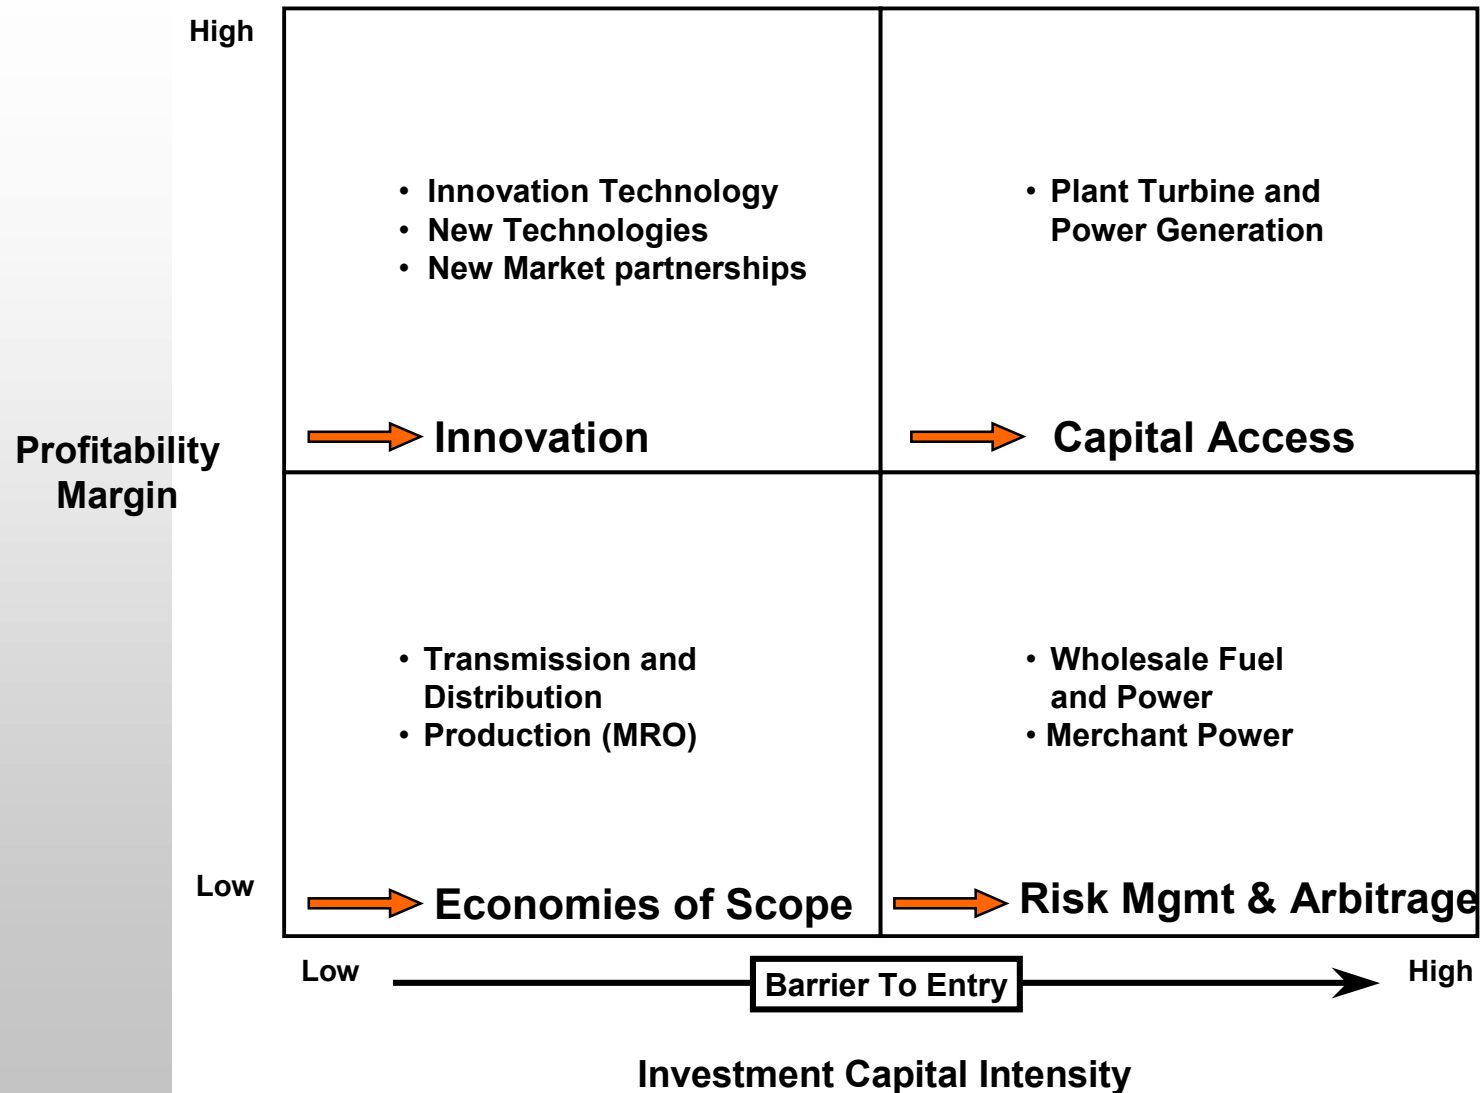 High
• Innovation Technology
• New Technologies
• New Market partnerships
• Plant Turbine and
Power Generation
Innovation
Capital Access
Profitability
Margin
• Transmission and
Distribution
• Production (MRO)
• Wholesale Fuel
and Power
• Merchant Power
Low
Economies of Scope
Risk Mgmt & Arbitrage
Low
Barrier To Entry
High
Investment Capital Intensity